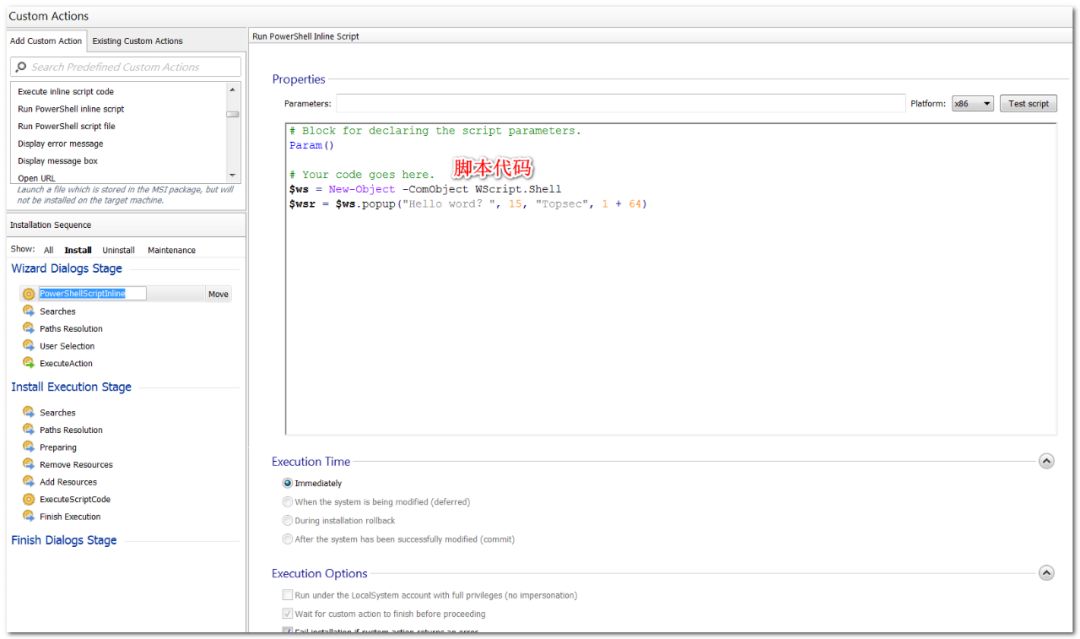 Custom Actions
Add Custom Action Existing Custom Actions
Search Predefined Custom Actions
Execute inline script code
Run PowerShell inline script
Run PowerShell script file
Display error message
Display message box
Open URL
Launch a file which is stored in the MSI package, but will
not be installed on the target machine.
Installation Sequence
Show: All Install Uninstall Maintenance
Wizard Dialogs Stage
PowerShellScriptInline Move
Searches
Paths Resolution
User Selection
ExecuteAction
Install Execution Stage
Searches
Paths Resolution
Preparing
Remove Resources
Add Resources
ExecuteScriptCode
Finish Execution
Finish Dialogs Stage
Run PowerShell Inline Script
Properties
Parameters: Platform: x86 Test script
# Block for declaring the script parameters.
Param()
# Your code goes here. 脚本代码
$ws = New-Object -ComObject WScript.Shell
$wsr = $ws.popup("Hello word? ", 15, "Topsec", 1 + 64)
Execution Time
Immediately
When the system is being modified (deferred)
During installation rollback
After the system has been successfully modified (commit)
Execution Options
Run under the LocalSystem account with full privileges (no impersonation)
Wait for custom action to finish before proceeding
Fail installation if custom action returns an error